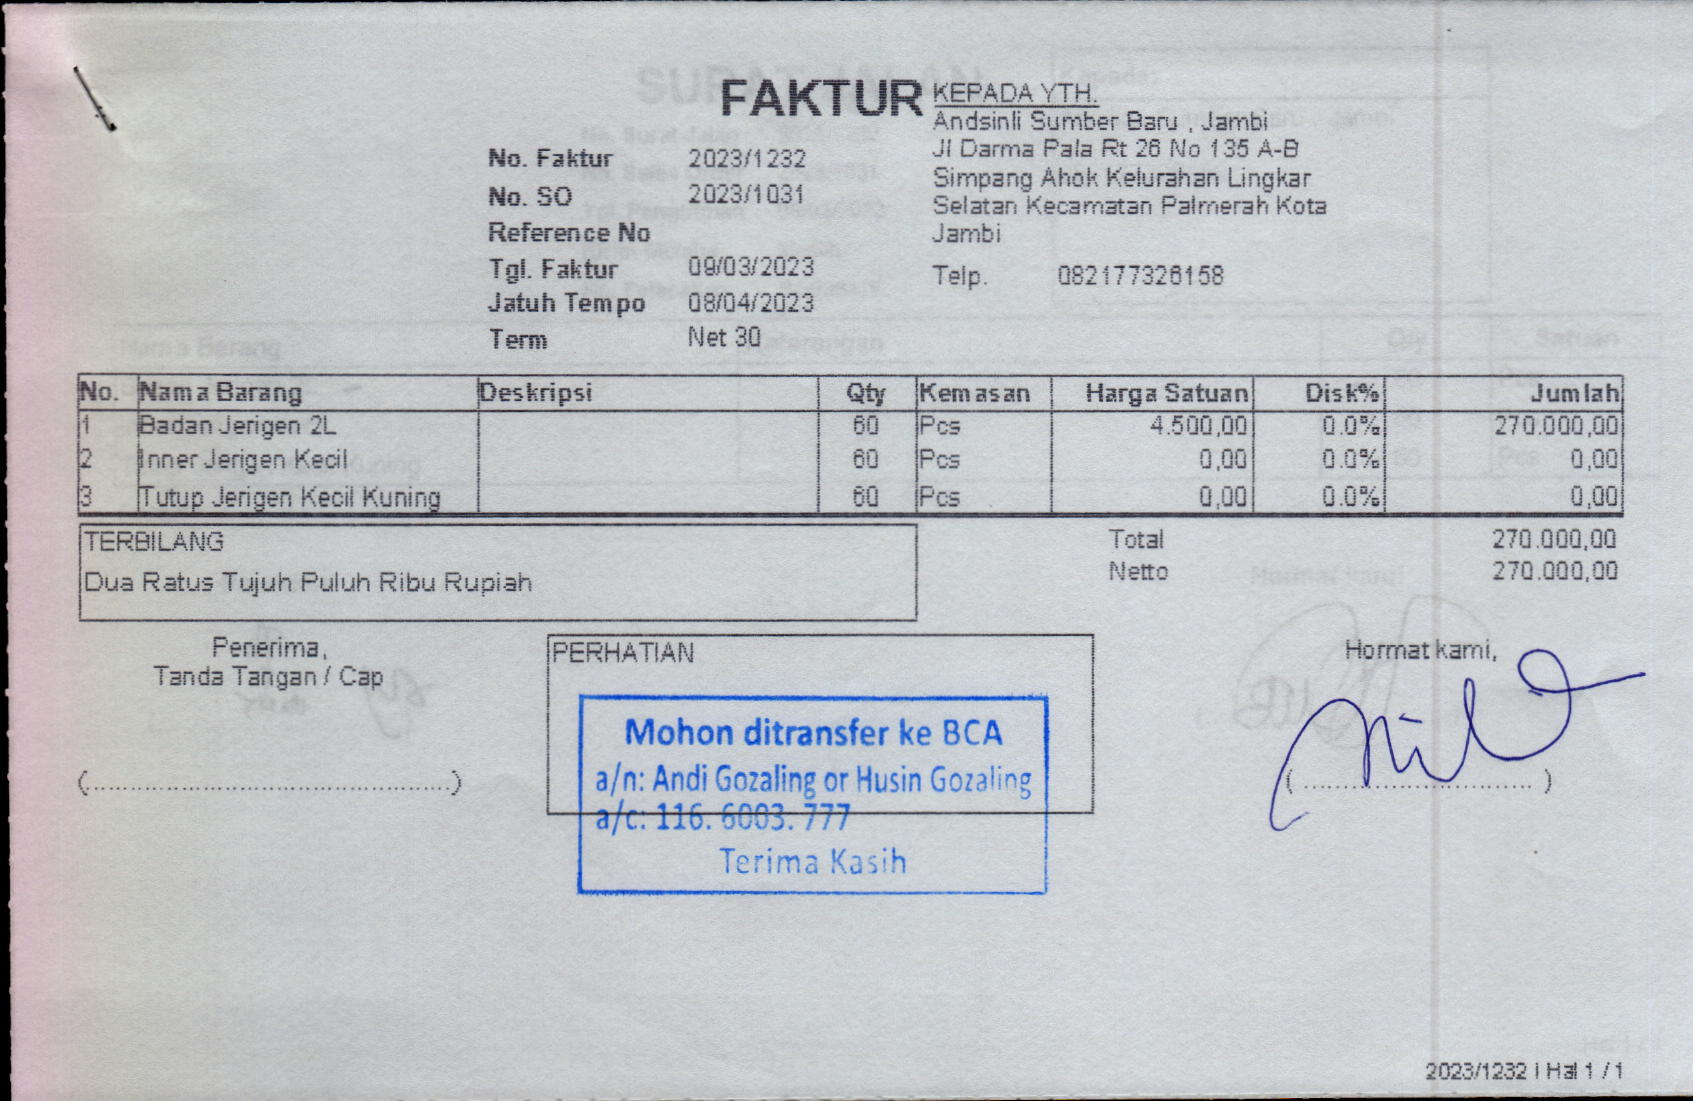 FAKTUR
No. Faktur 2023/1232
No. SO 2023/1031
Reference No
Tgl. Faktur 09/03/2023
Jatuh Tempo 08/04/2023
Term Net 30
KEPADA YTH.
Andsinli Sumber Baru , Jambi
Jl Darma Pala Rt 26 No 135 A-B
Simpang Ahok Kelurahan Lingkar
Selatan Kecamatan Palmerah Kota
Jambi
Telp. 082177326158
No. Nama Barang Deskripsi Qty Kemasan Harga Satuan Disk% Jumlah
1 Badan Jerigen 2L 60 Pcs 4.500,00 0.0% 270.000,00
2 Inner Jerigen Kecil 60 Pcs 0,00 0.0% 0,00
3 Tutup Jerigen Kecil Kuning 60 Pcs 0,00 0.0% 0,00
TERBILANG
Dua Ratus Tujuh Puluh Ribu Rupiah
Total 270.000,00
Netto 270.000,00
Penerima,
Tanda Tangan / Cap
(................................................)
PERHATIAN
Mohon ditransfer ke BCA
a/n: Andi Gozaling or Husin Gozaling
a/c: 116. 6003. 777
Terima Kasih
Hormat kami,
(..............................)
2023/1232 | Hal 1 / 1